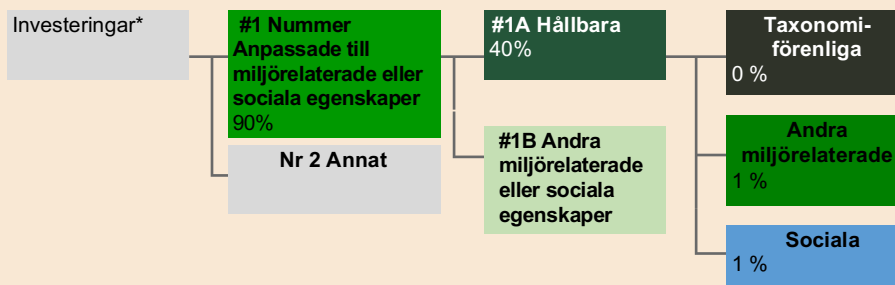 Investeringar*
#1 Nummer
Anpassade till
miljörelaterade eller
sociala egenskaper
90%
Nr 2 Annat
#1A Hållbara
40%
#1B Andra
miljörelaterade
eller sociala
egenskaper
Taxonomi-
förenliga
0 %
Andra
miljörelaterade
1 %
Sociala
1 %